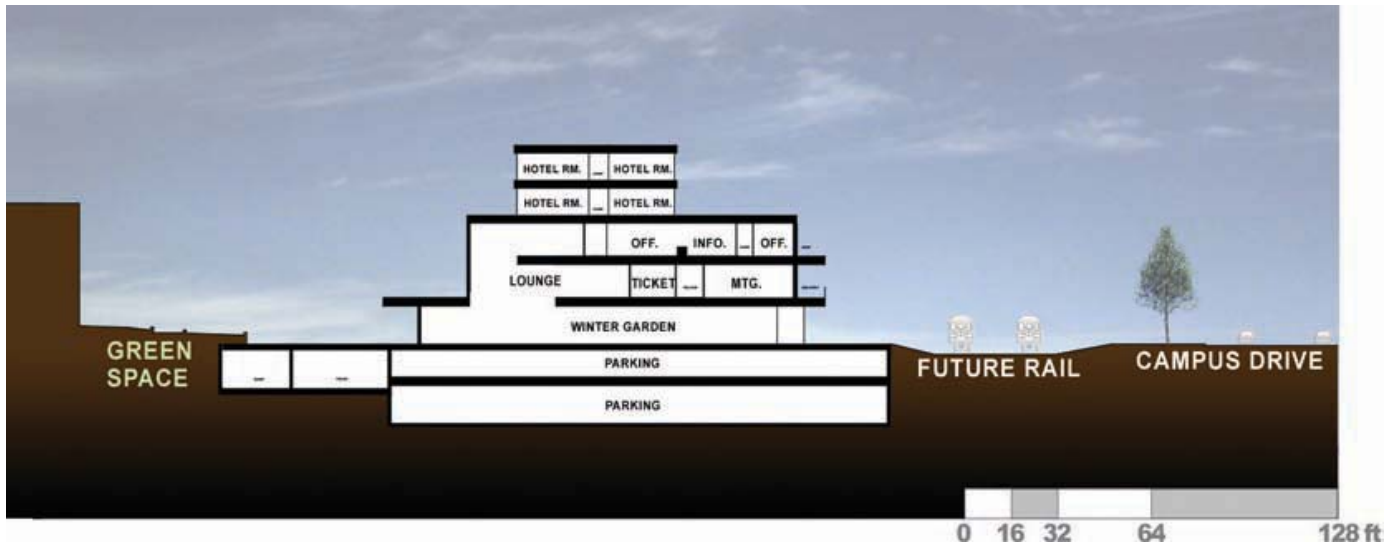 HOTEL RM. HOTEL RM.
HOTEL RM. HOTEL RM.
OFF. INFO. OFF.
LOUNGE TICKET MTG.
WINTER GARDEN
GREEN
SPACE
PARKING
FUTURE RAIL
CAMPUS DRIVE
PARKING
0 16 32 64 128 ft